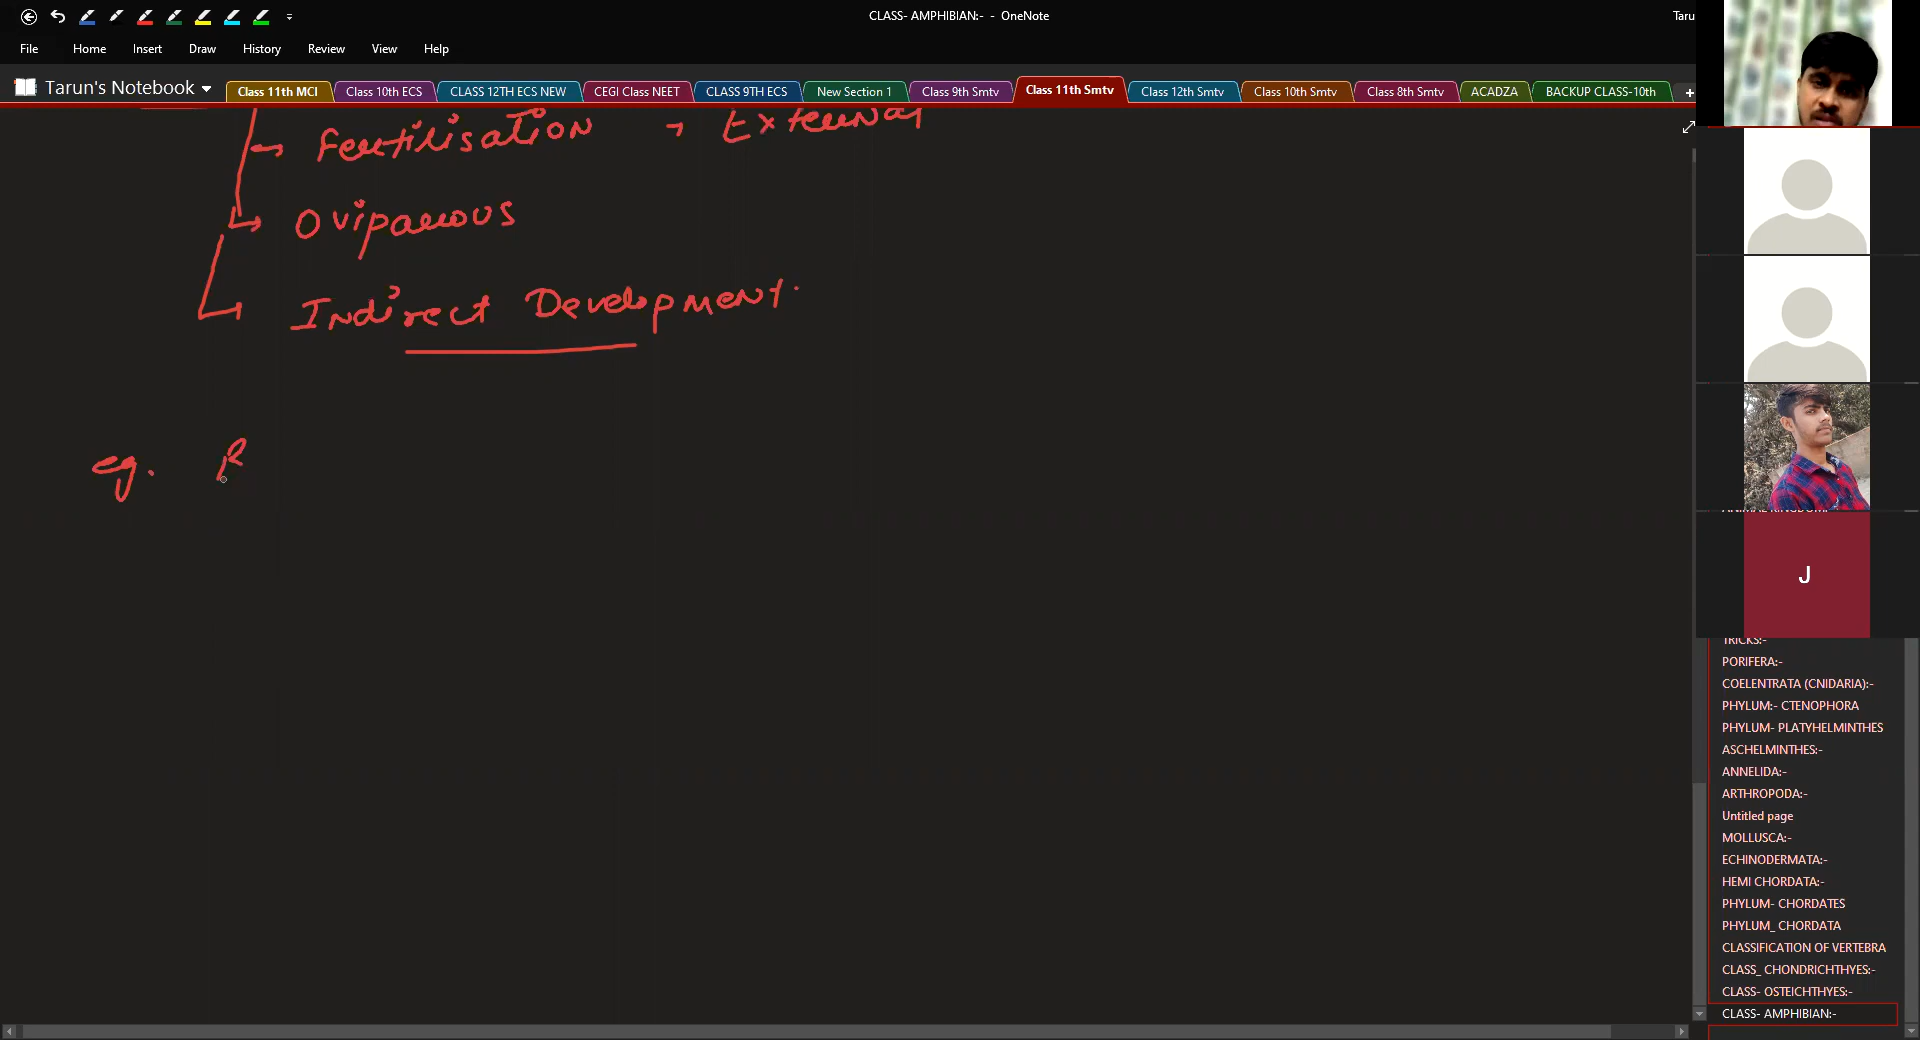 CLASS- AMPHIBIAN:- - OneNote
Taru
File Home Insert Draw History Review View Help
Tarun's Notebook
Class 11th MCI Class 10th ECS CLASS 12TH ECS NEW CEGI Class NEET CLASS 9TH ECS New Section 1 Class 9th Smtv Class 11th Smtv Class 12th Smtv Class 10th Smtv Class 8th Smtv ACADZA BACKUP CLASS-10th +
Fertilisation → External
Oviparous
Indirect Development.
eg. R
J
ANIMAL KINGDOM:-
TRICKS:-
PORIFERA:-
COELENTRATA (CNIDARIA):-
PHYLUM:- CTENOPHORA
PHYLUM- PLATYHELMINTHES
ASCHELMINTHES:-
ANNELIDA:-
ARTHROPODA:-
Untitled page
MOLLUSCA:-
ECHINODERMATA:-
HEMI CHORDATA:-
PHYLUM- CHORDATES
PHYLUM_ CHORDATA
CLASSIFICATION OF VERTEBRA
CLASS_ CHONDRICHTHYES:-
CLASS- OSTEICHTHYES:-
CLASS- AMPHIBIAN:-